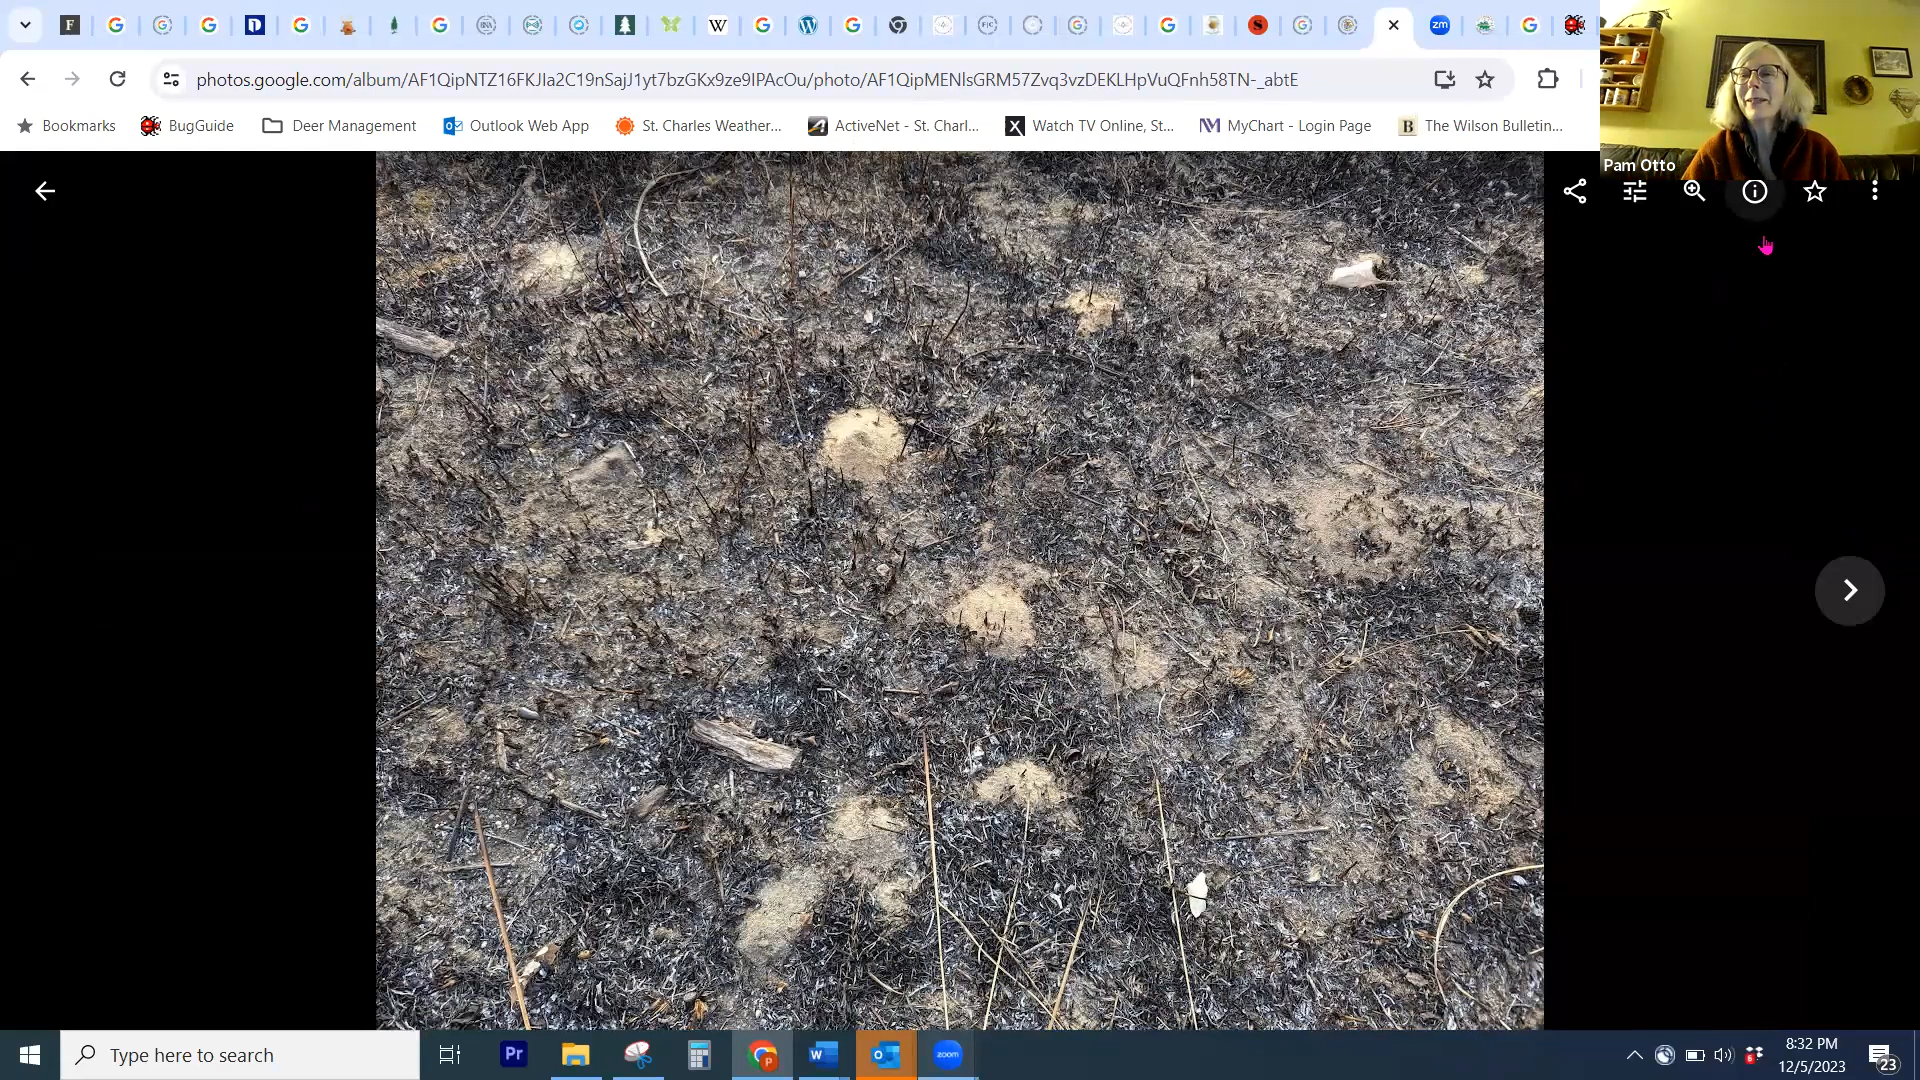 photos.google.com/album/AF1QipNTZ16FKJIa2C19nSajJ1yt7bzGKx9ze9IPAcOu/photo/AF1QipMENlsGRM57Zvq3vzDEKLHpVuQFnh58TN-_abtE
Bookmarks BugGuide Deer Management Outlook Web App St. Charles Weather... ActiveNet - St. Charl... Watch TV Online, St... MyChart - Login Page The Wilson Bulletin...
Pam Otto
Type here to search
8:32 PM
12/5/2023
23